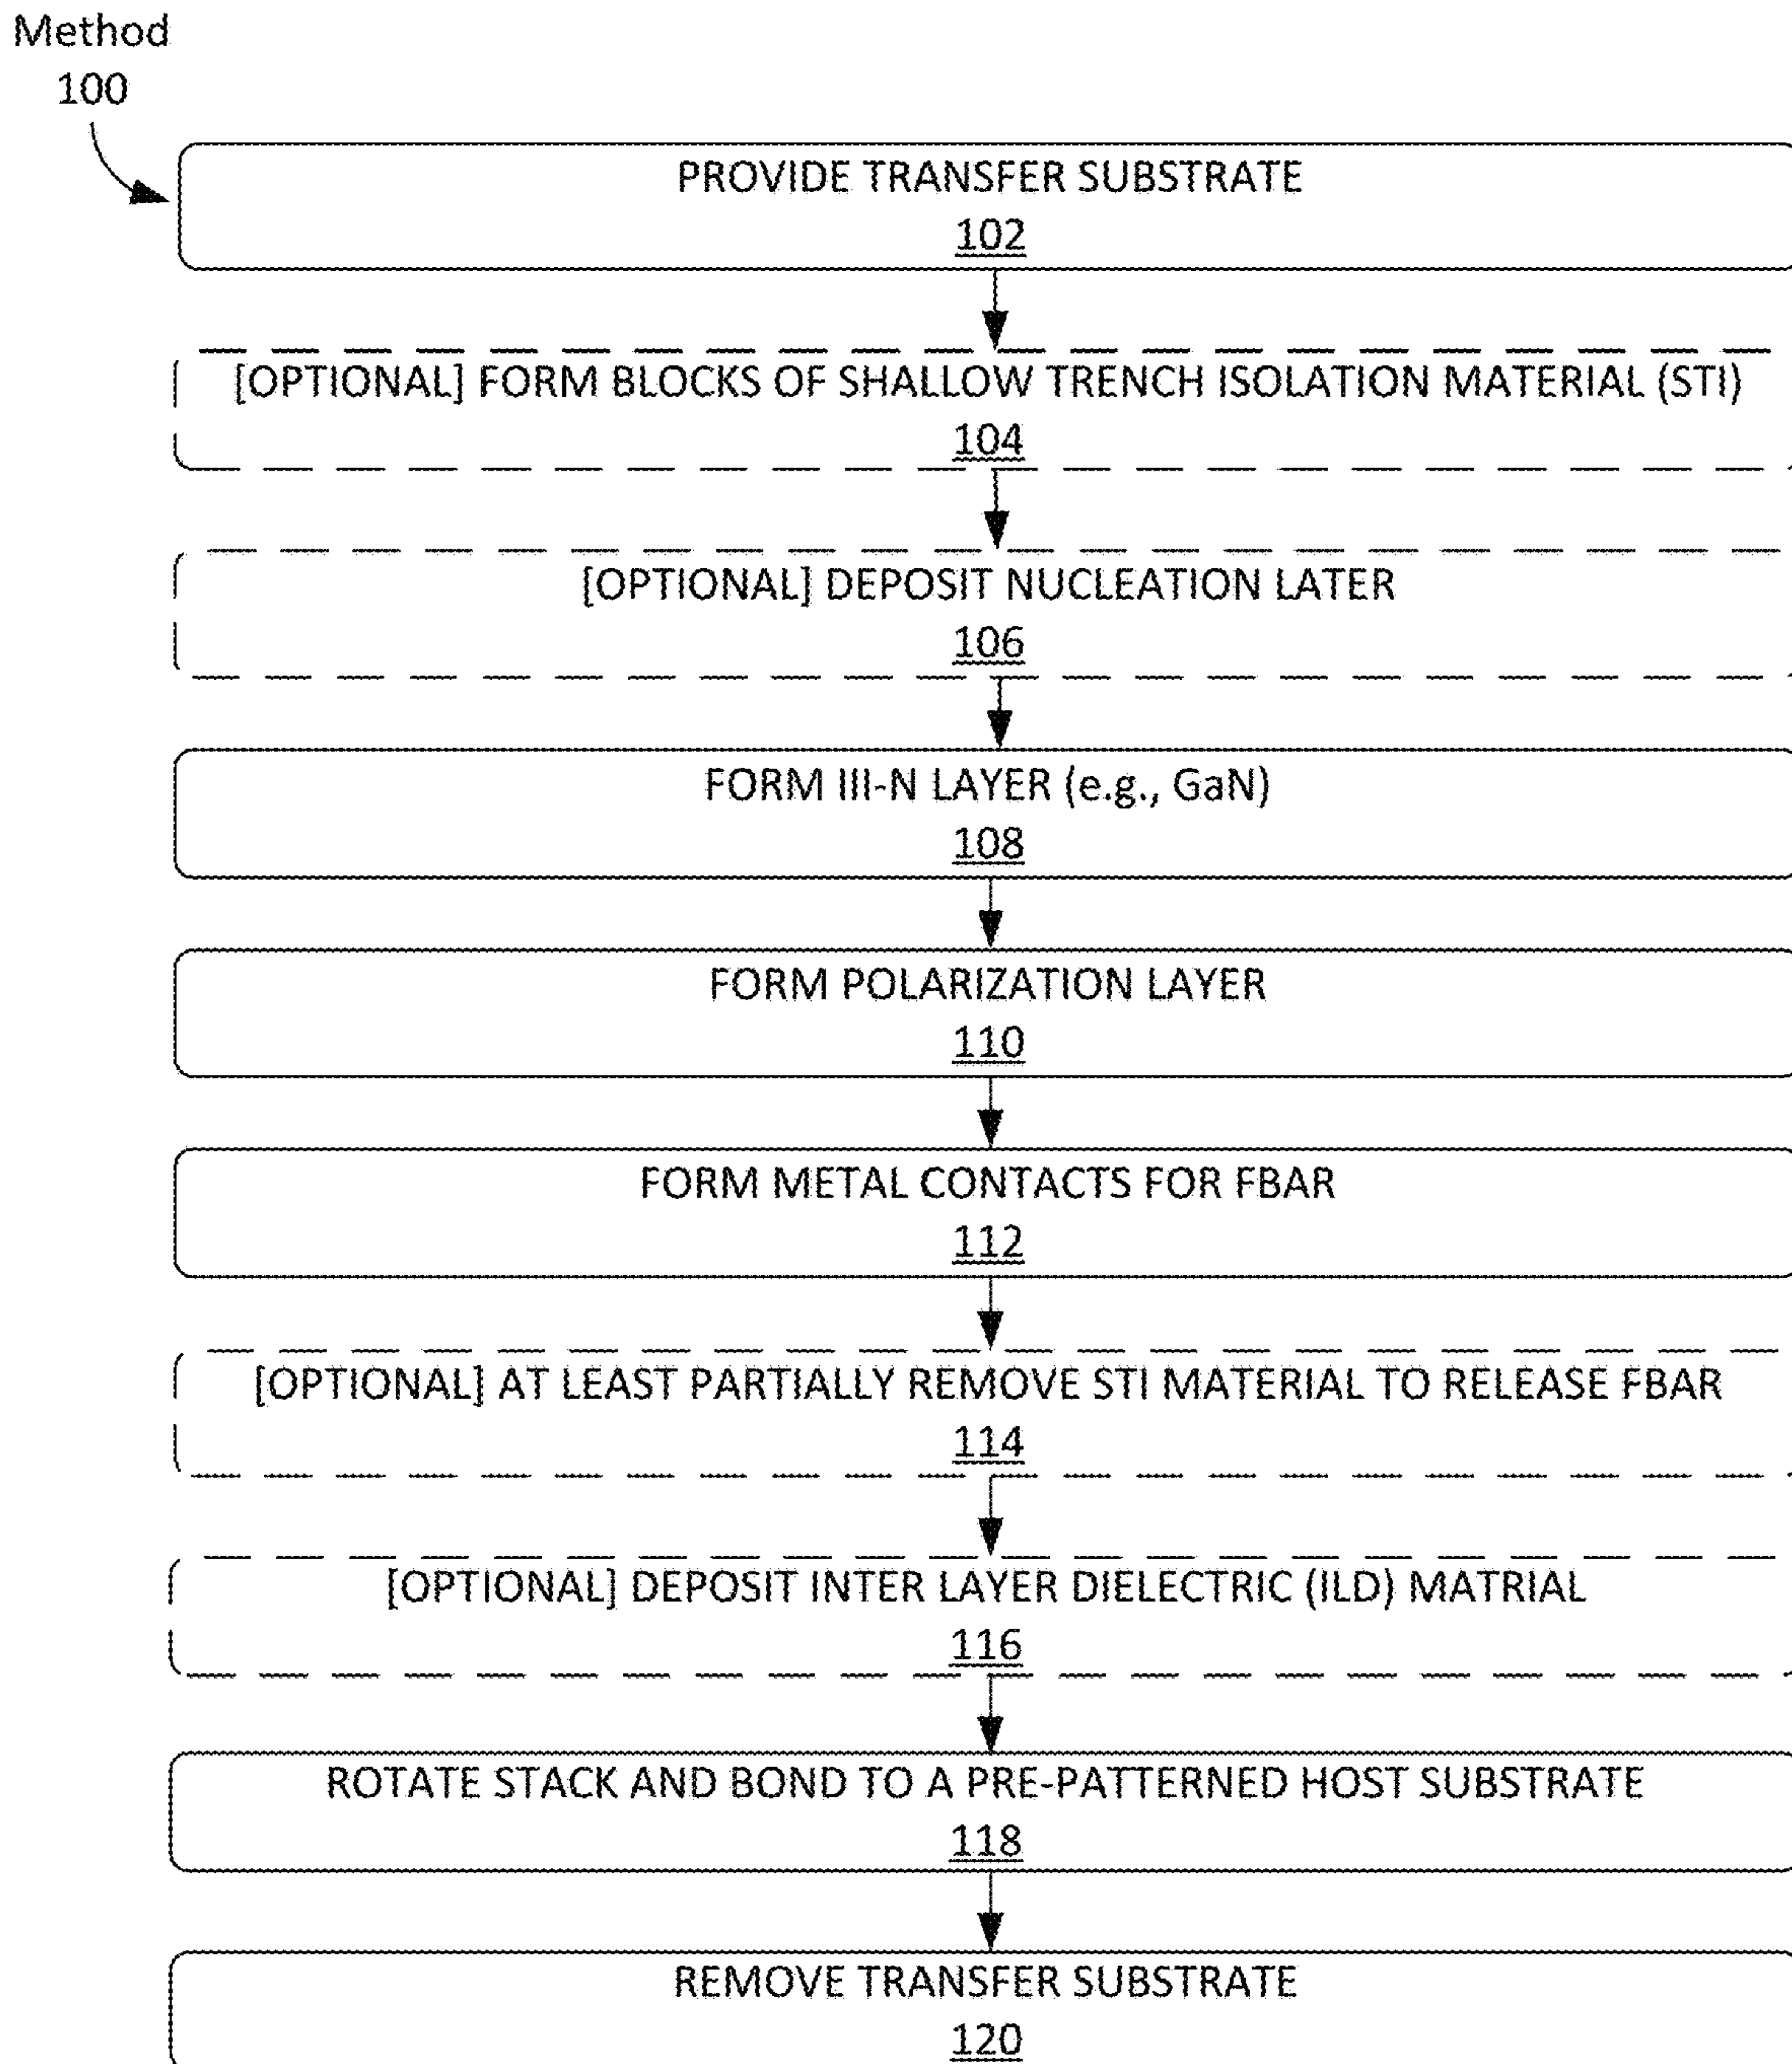 Method
100
PROVIDE TRANSFER SUBSTRATE
102
[OPTIONAL] FORM BLOCKS OF SHALLOW TRENCH ISOLATION MATERIAL (STI)
104
[OPTIONAL] DEPOSIT NUCLEATION LATER
106
FORM III-N LAYER (e.g., GaN)
108
FORM POLARIZATION LAYER
110
FORM METAL CONTACTS FOR FBAR
112
[OPTIONAL] AT LEAST PARTIALLY REMOVE STI MATERIAL TO RELEASE FBAR
114
[OPTIONAL] DEPOSIT INTER LAYER DIELECTRIC (ILD) MATRIAL
116
ROTATE STACK AND BOND TO A PRE-PATTERNED HOST SUBSTRATE
118
REMOVE TRANSFER SUBSTRATE
120